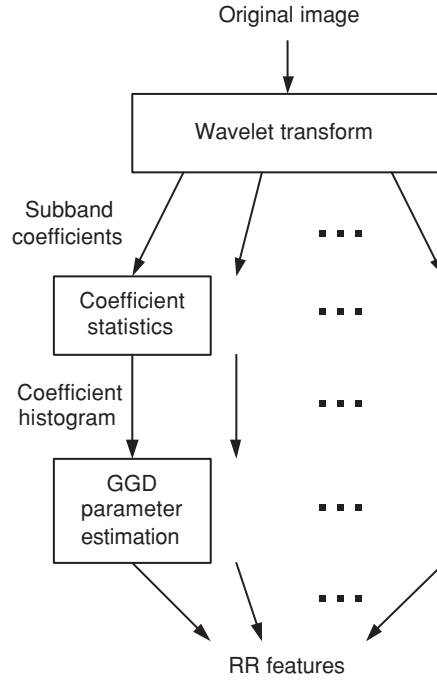 Original image
Wavelet transform
Subband
coefficients
Coefficient
statistics
Coefficient
histogram
GGD
parameter
estimation
RR features